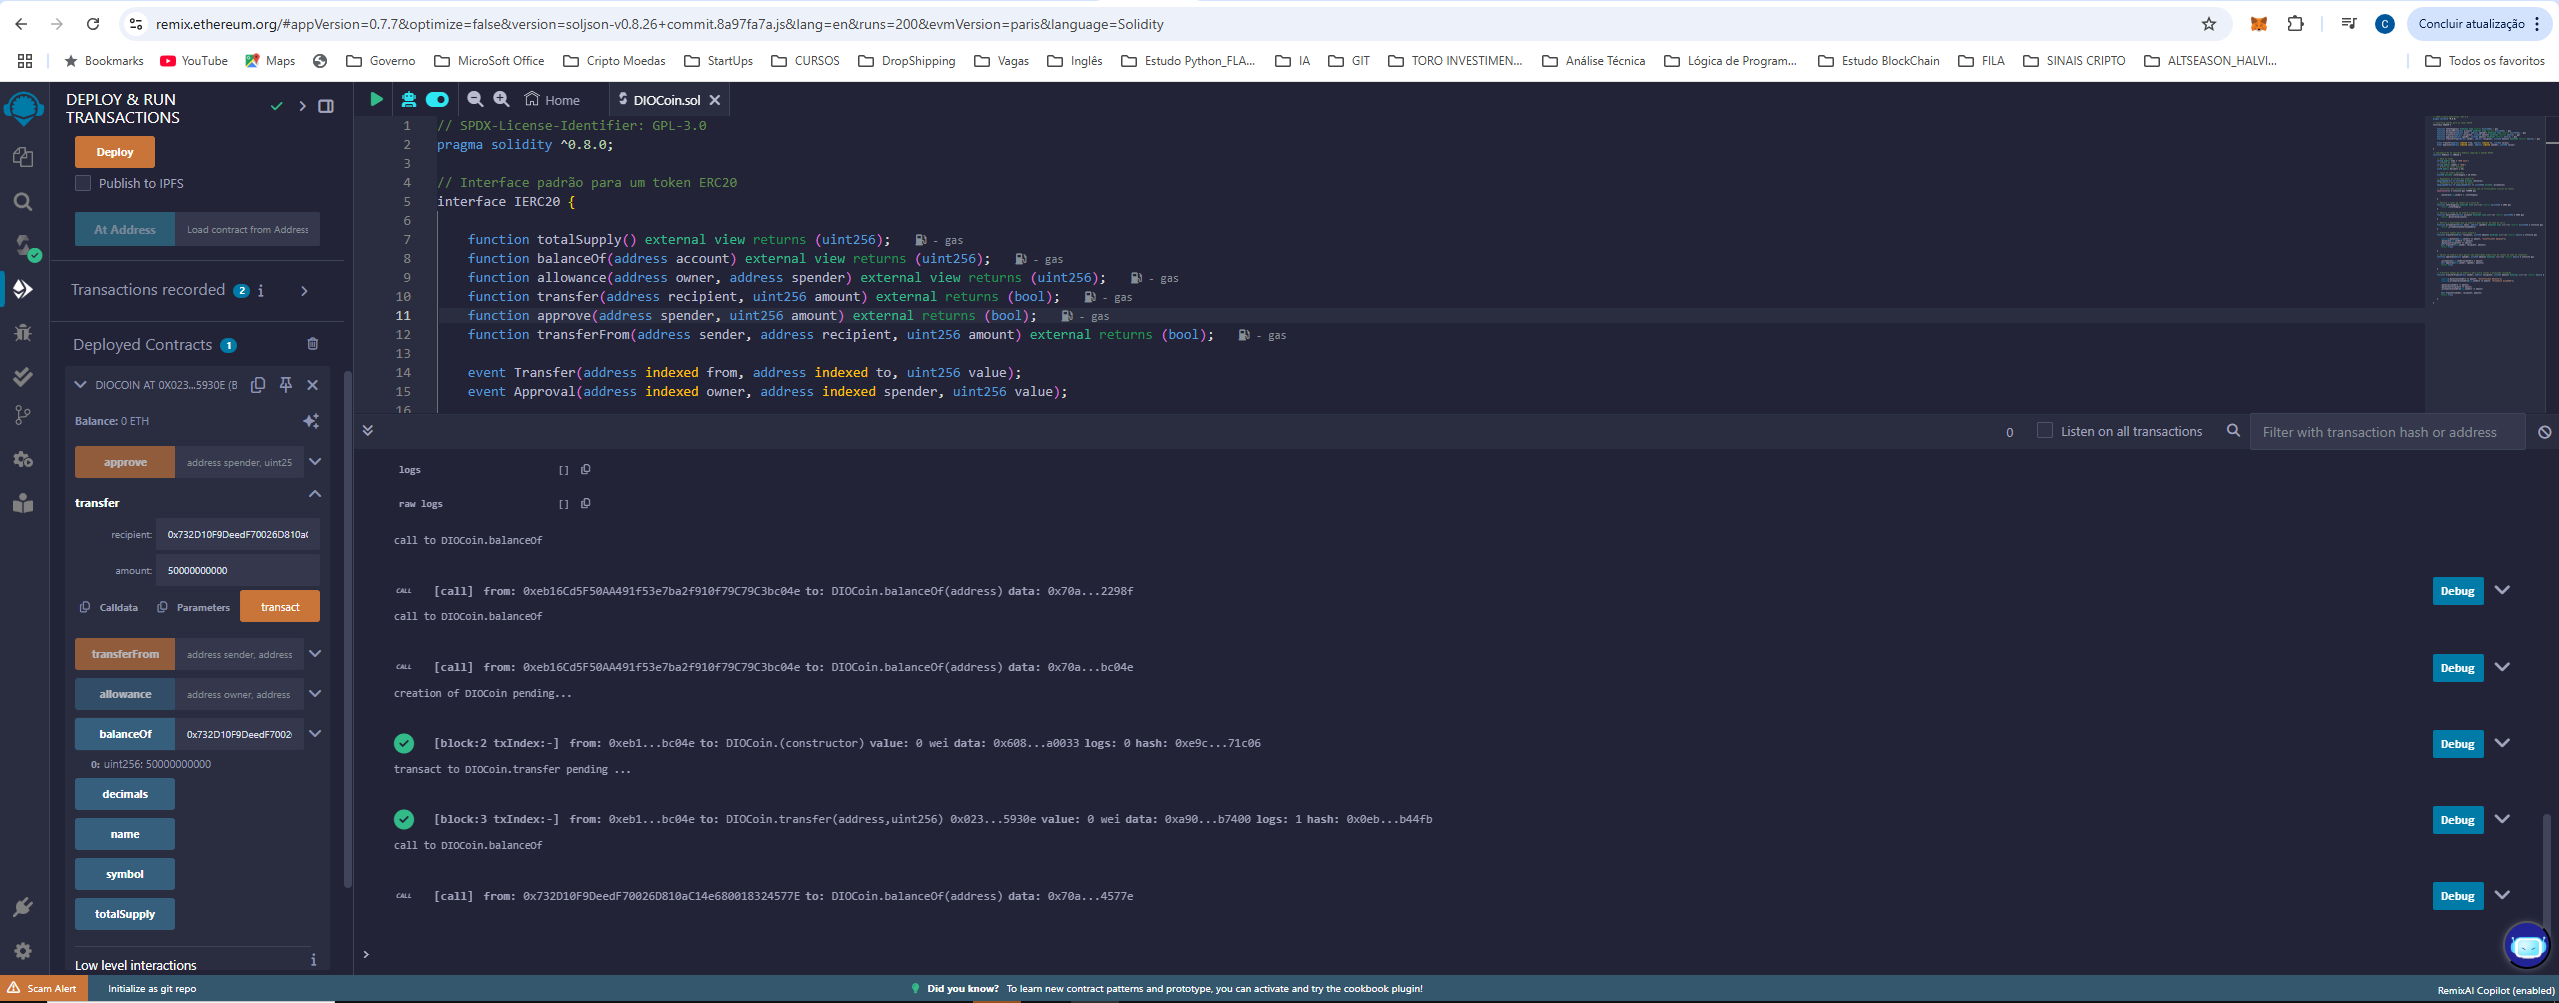 remix.ethereum.org/#appVersion=0.7.7&optimize=false&version=soljson-v0.8.26+commit.8a97fa7a.js&lang=en&runs=200&evmVersion=paris&language=Solidity
C
Concluir atualização
Bookmarks YouTube Maps Governo MicroSoft Office Cripto Moedas StartUps CURSOS DropShipping Vagas Inglês Estudo Python_FLA... IA GIT TORO INVESTIMEN... Análise Técnica Lógica de Program... Estudo BlockChain FILA SINAIS CRIPTO ALTSEASON_HALVI... Todos os favoritos
DEPLOY & RUN
TRANSACTIONS
Deploy
Publish to IPFS
At Address Load contract from Address
Transactions recorded 2 i
Deployed Contracts 1
DIOCOIN AT 0X023...5930E (B
Balance: 0 ETH
approve address spender, uint25
transfer
recipient: 0x732D10F9DeedF70026D810aC
amount: 50000000000
Calldata Parameters transact
transferFrom address sender, address
allowance address owner, address
balanceOf 0x732D10F9DeedF7002
0: uint256: 50000000000
decimals
name
symbol
totalSupply
Low level interactions i
Home DIOCoin.sol
1 // SPDX-License-Identifier: GPL-3.0
2 pragma solidity ^0.8.0;
3
4 // Interface padrão para um token ERC20
5 interface IERC20 {
6
7 function totalSupply() external view returns (uint256); - gas
8 function balanceOf(address account) external view returns (uint256); - gas
9 function allowance(address owner, address spender) external view returns (uint256); - gas
10 function transfer(address recipient, uint256 amount) external returns (bool); - gas
11 function approve(address spender, uint256 amount) external returns (bool); - gas
12 function transferFrom(address sender, address recipient, uint256 amount) external returns (bool); - gas
13
14 event Transfer(address indexed from, address indexed to, uint256 value);
15 event Approval(address indexed owner, address indexed spender, uint256 value);
16
0 Listen on all transactions Filter with transaction hash or address
logs []
raw logs []
call to DIOCoin.balanceOf
CALL [call] from: 0xeb16Cd5F50AA491f53e7ba2f910f79C79C3bc04e to: DIOCoin.balanceOf(address) data: 0x70a...2298f Debug
call to DIOCoin.balanceOf
CALL [call] from: 0xeb16Cd5F50AA491f53e7ba2f910f79C79C3bc04e to: DIOCoin.balanceOf(address) data: 0x70a...bc04e Debug
creation of DIOCoin pending...
[block:2 txIndex:-] from: 0xeb1...bc04e to: DIOCoin.(constructor) value: 0 wei data: 0x608...a0033 logs: 0 hash: 0xe9c...71c06 Debug
transact to DIOCoin.transfer pending ...
[block:3 txIndex:-] from: 0xeb1...bc04e to: DIOCoin.transfer(address,uint256) 0x023...5930e value: 0 wei data: 0xa90...b7400 logs: 1 hash: 0x0eb...b44fb Debug
call to DIOCoin.balanceOf
CALL [call] from: 0x732D10F9DeedF70026D810aC14e680018324577E to: DIOCoin.balanceOf(address) data: 0x70a...4577e Debug
>
Scam Alert Initialize as git repo Did you know? To learn new contract patterns and prototype, you can activate and try the cookbook plugin! RemixAI Copilot (enabled)